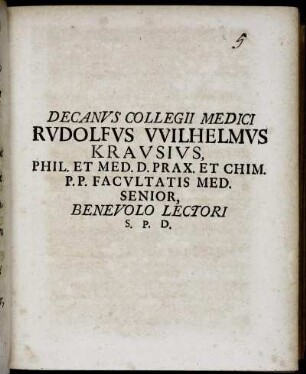 5
DECANVS COLLEGII MEDICI
RVDOLFVS VVILHELMVS
KRAVSIVS,
PHIL. ET MED. D. PRAX. ET CHIM.
P. P. FACVLTATIS MED.
SENIOR,
BENEVOLO LECTORI
S. P. D.